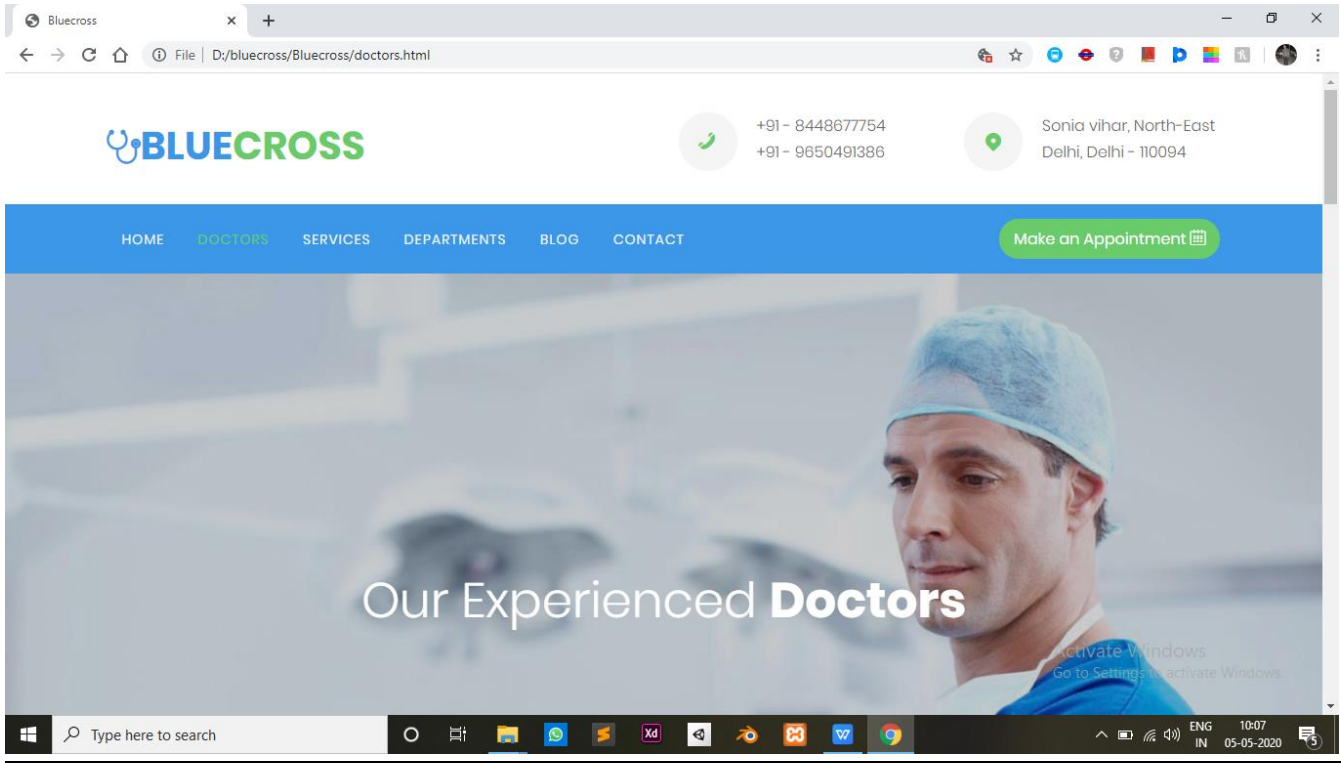 Bluecross
File | D:/bluecross/Bluecross/doctors.html
BLUECROSS
+91 - 8448677754
+91 - 9650491386
Sonia vihar, North-East
Delhi, Delhi - 110094
HOME DOCTORS SERVICES DEPARTMENTS BLOG CONTACT
Make an Appointment
Our Experienced Doctors
Activate Windows
Go to Settings to activate Windows.
Type here to search
Xd
W
ENG
IN
10:07
05-05-2020
5